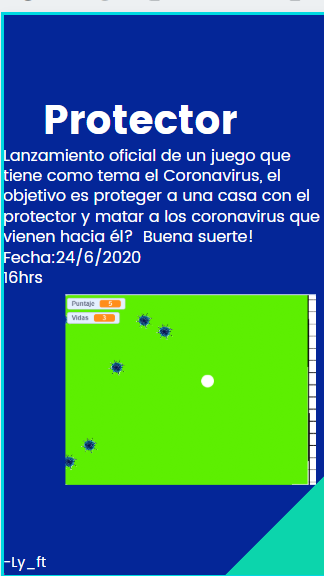 Protector
Lanzamiento oficial de un juego que
tiene como tema el Coronavirus, el
objetivo es proteger a una casa con el
protector y matar a los coronavirus que
vienen hacia él?  Buena suerte!
Fecha:24/6/2020
16hrs
Puntaje 5
Vidas 3
-Ly_ft